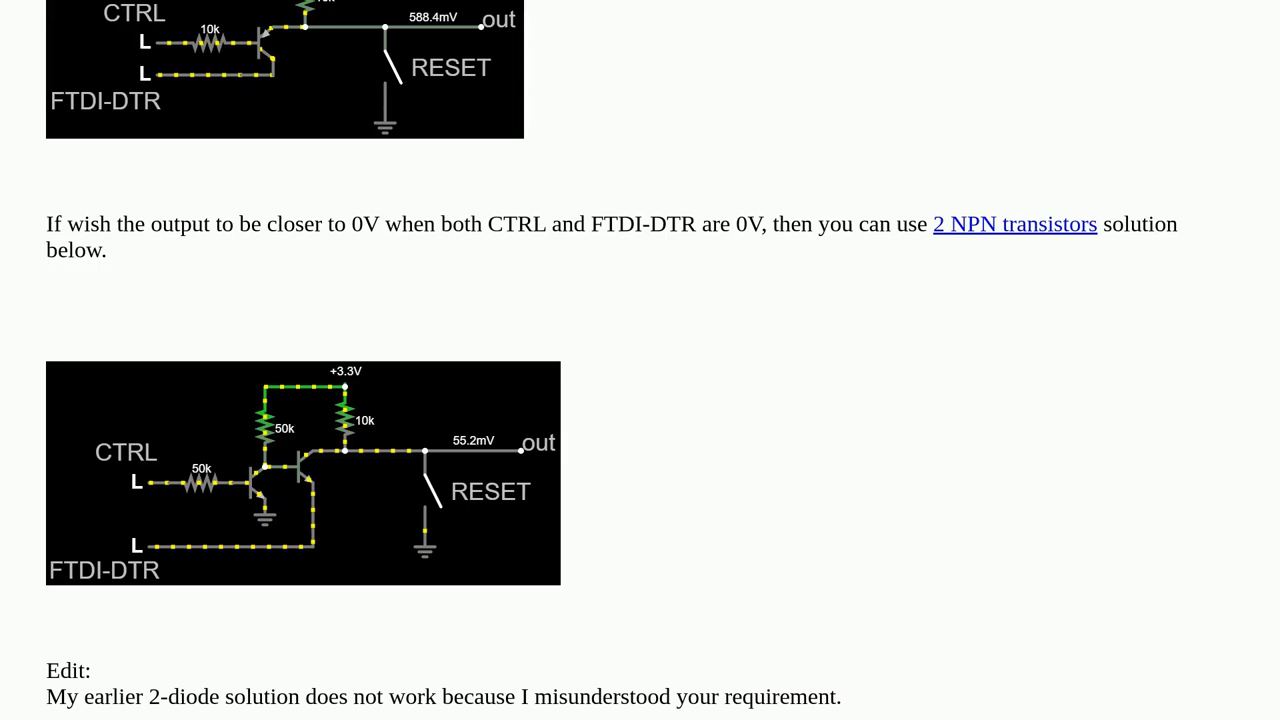 CTRL
10k
588.4mV
out
L
L
RESET
FTDI-DTR
If wish the output to be closer to 0V when both CTRL and FTDI-DTR are 0V, then you can use 2 NPN transistors solution
below.
+3.3V
50k
10k
CTRL
55.2mV
out
50k
L
RESET
L
FTDI-DTR
Edit:
My earlier 2-diode solution does not work because I misunderstood your requirement.